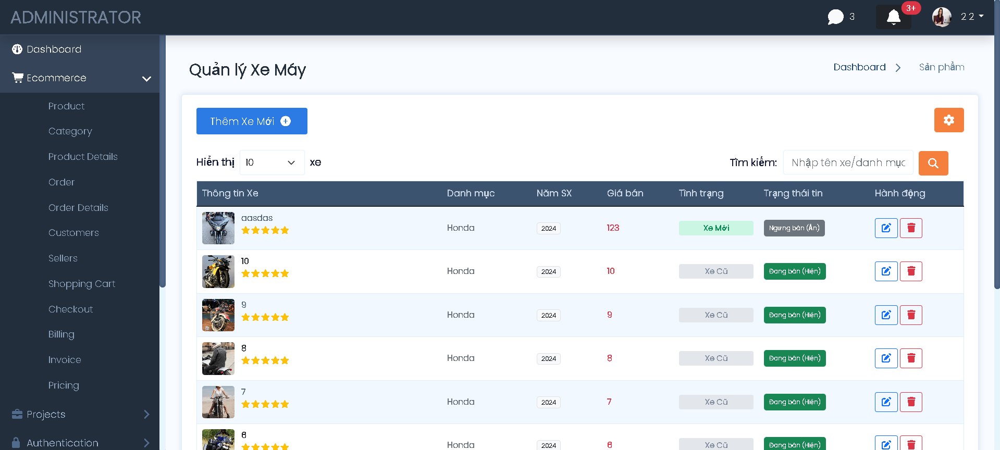 ADMINISTRATOR
3
3+
2 2
Dashboard
Ecommerce
Product
Category
Product Details
Order
Order Details
Customers
Sellers
Shopping Cart
Checkout
Billing
Invoice
Pricing
Projects
Authentication
Quản lý Xe Máy
Dashboard
Sản phẩm
Thêm Xe Mới
Hiển thị 10 xe
Tìm kiếm: Nhập tên xe/danh mục
Thông tin Xe Danh mục Năm SX Giá bán Tình trạng Trạng thái tin Hành động
aasdas Honda 2024 123 Xe Mới Ngưng bán (Ẩn)
10 Honda 2024 10 Xe Cũ Đang bán (Hiện)
9 Honda 2024 9 Xe Cũ Đang bán (Hiện)
8 Honda 2024 8 Xe Cũ Đang bán (Hiện)
7 Honda 2024 7 Xe Cũ Đang bán (Hiện)
6 Honda 2024 6 Xe Cũ Đang bán (Hiện)